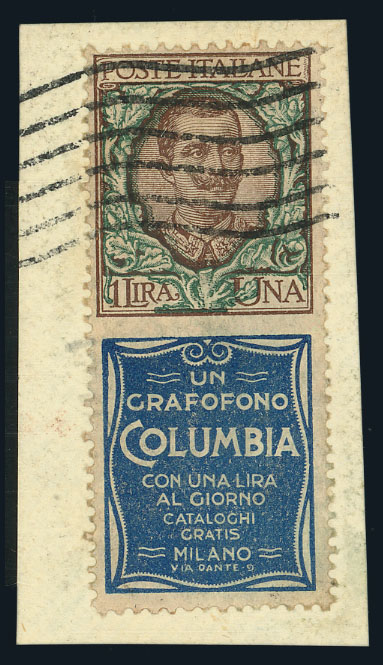 POSTE ITALIANE
1 LIRA UNA
UN
GRAFOFONO
COLUMBIA
CON UNA LIRA
AL GIORNO
CATALOGHI
GRATIS
MILANO
VIA DANTE-9